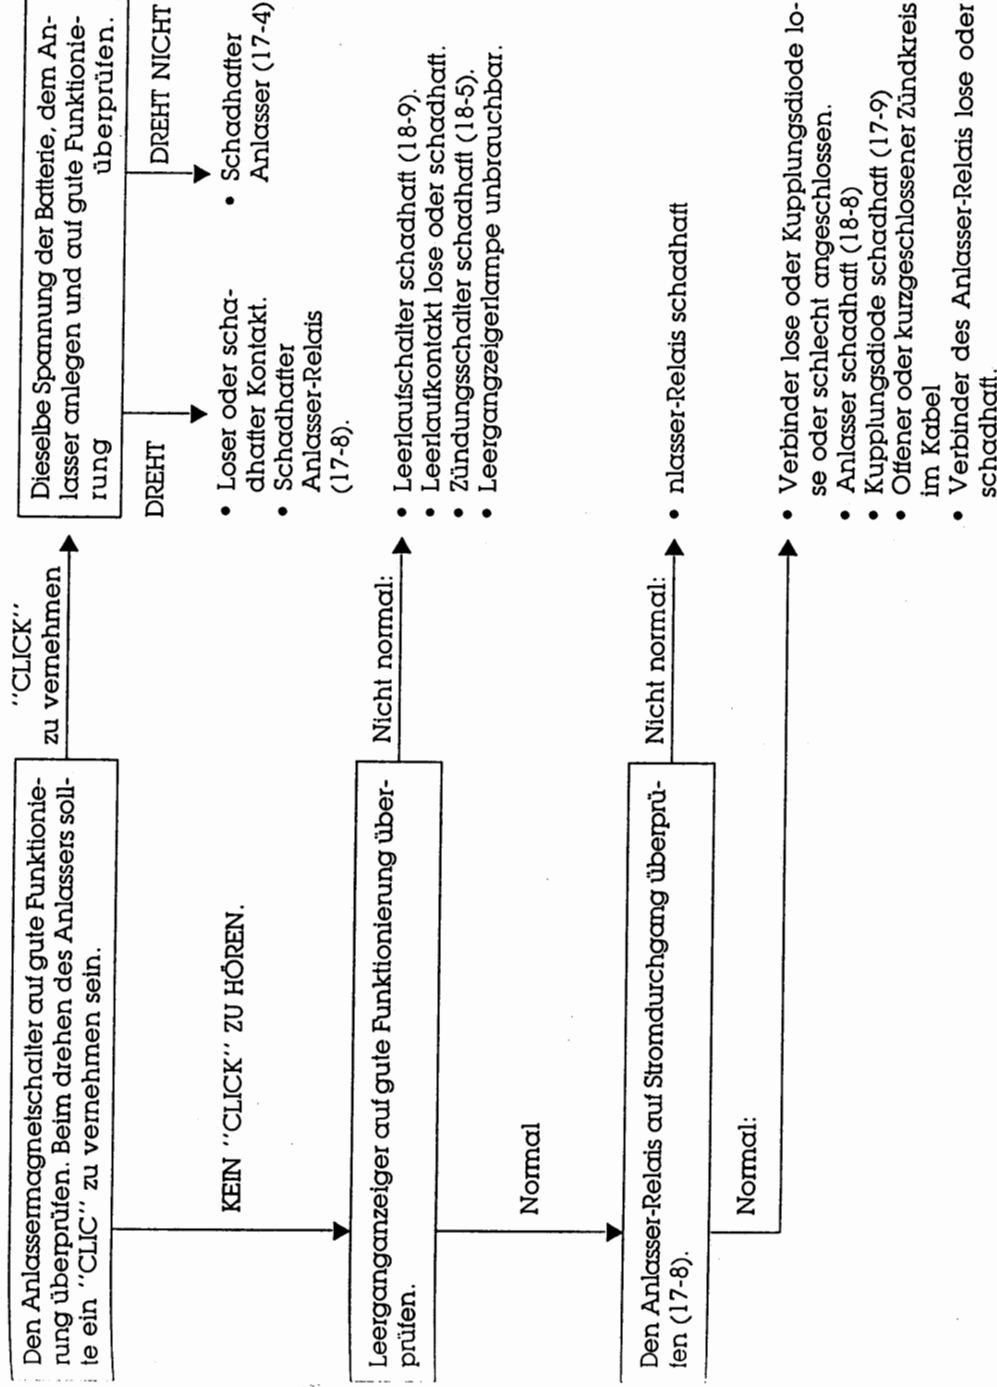 Den Anlassermagnetschalter auf gute Funktionie-
rung überprüfen. Beim drehen des Anlassers soll-
te ein "CLIC" zu vernehmen sein.
"CLICK"
zu vernehmen
Dieselbe Spannung der Batterie, dem An-
lasser anlegen und auf gute Funktionie-
rung überprüfen.
DREHT
DREHT NICHT
• Loser oder scha-
dhafter Kontakt.
• Schadhafter
Anlasser-Relais
(17-8).
• Schadhafter
Anlasser (17-4)
KEIN "CLICK" ZU HÖREN.
Leerganganzeiger auf gute Funktionierung über-
prüfen.
Nicht normal:
• Leerlaufschalter schadhaft (18-9).
• Leerlaufkontakt lose oder schadhaft.
• Zündungsschalter schadhaft (18-5).
• Leergangzeigerlampe unbrauchbar.
Normal
Den Anlasser-Relais auf Stromdurchgang überprü-
fen (17-8).
Nicht normal:
• nlasser-Relais schadhaft
Normal:
• Verbinder lose oder Kupplungsdiode lo-
se oder schlecht angeschlossen.
• Anlasser schadhaft (18-8)
• Kupplungsdiode schadhaft (17-9)
• Offener oder kurzgeschlossener Zündkreis
im Kabel
• Verbinder des Anlasser-Relais lose oder
schadhaft.